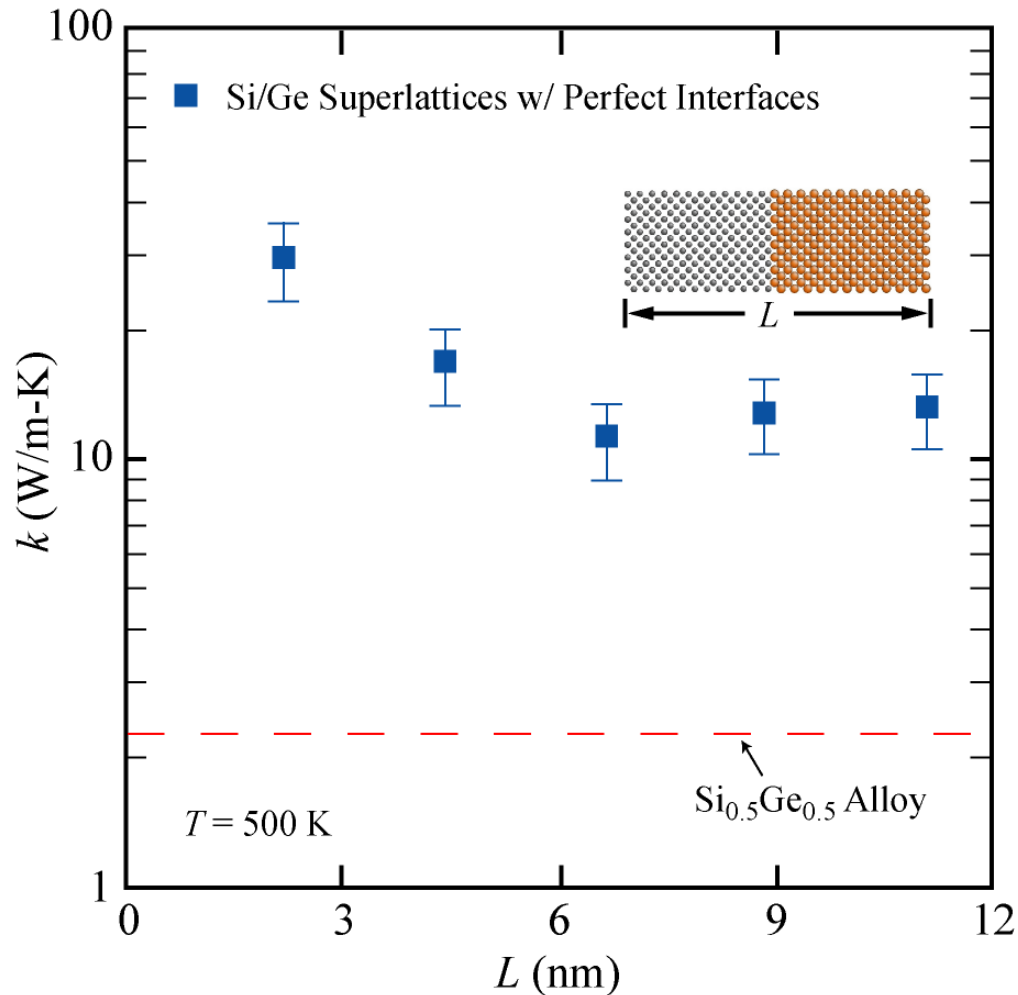 100
Si/Ge Superlattices w/ Perfect Interfaces
L
k (W/m-K)
10
Si0.5Ge0.5 Alloy
T = 500 K
1
0 3 6 9 12
L (nm)